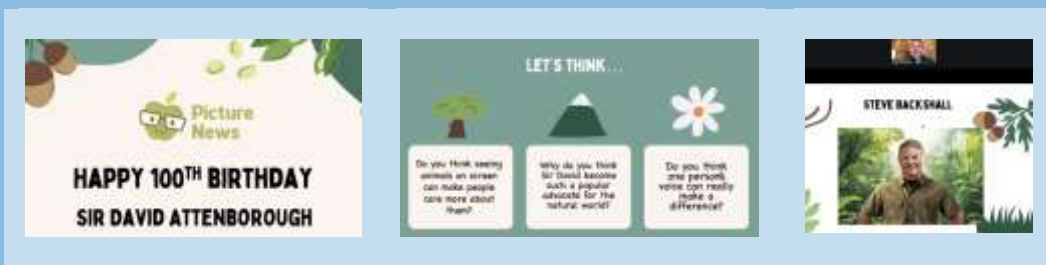 Picture
News
HAPPY 100TH BIRTHDAY
SIR DAVID ATTENBOROUGH
LET'S THINK...
Do you think seeing
animals on screen
can make people
care more about
them?
Why do you think
Sir David became
such a popular
advocate for the
natural world?
Do you think
one person's
voice can really
make a
difference?
STEVE BACKSHALL